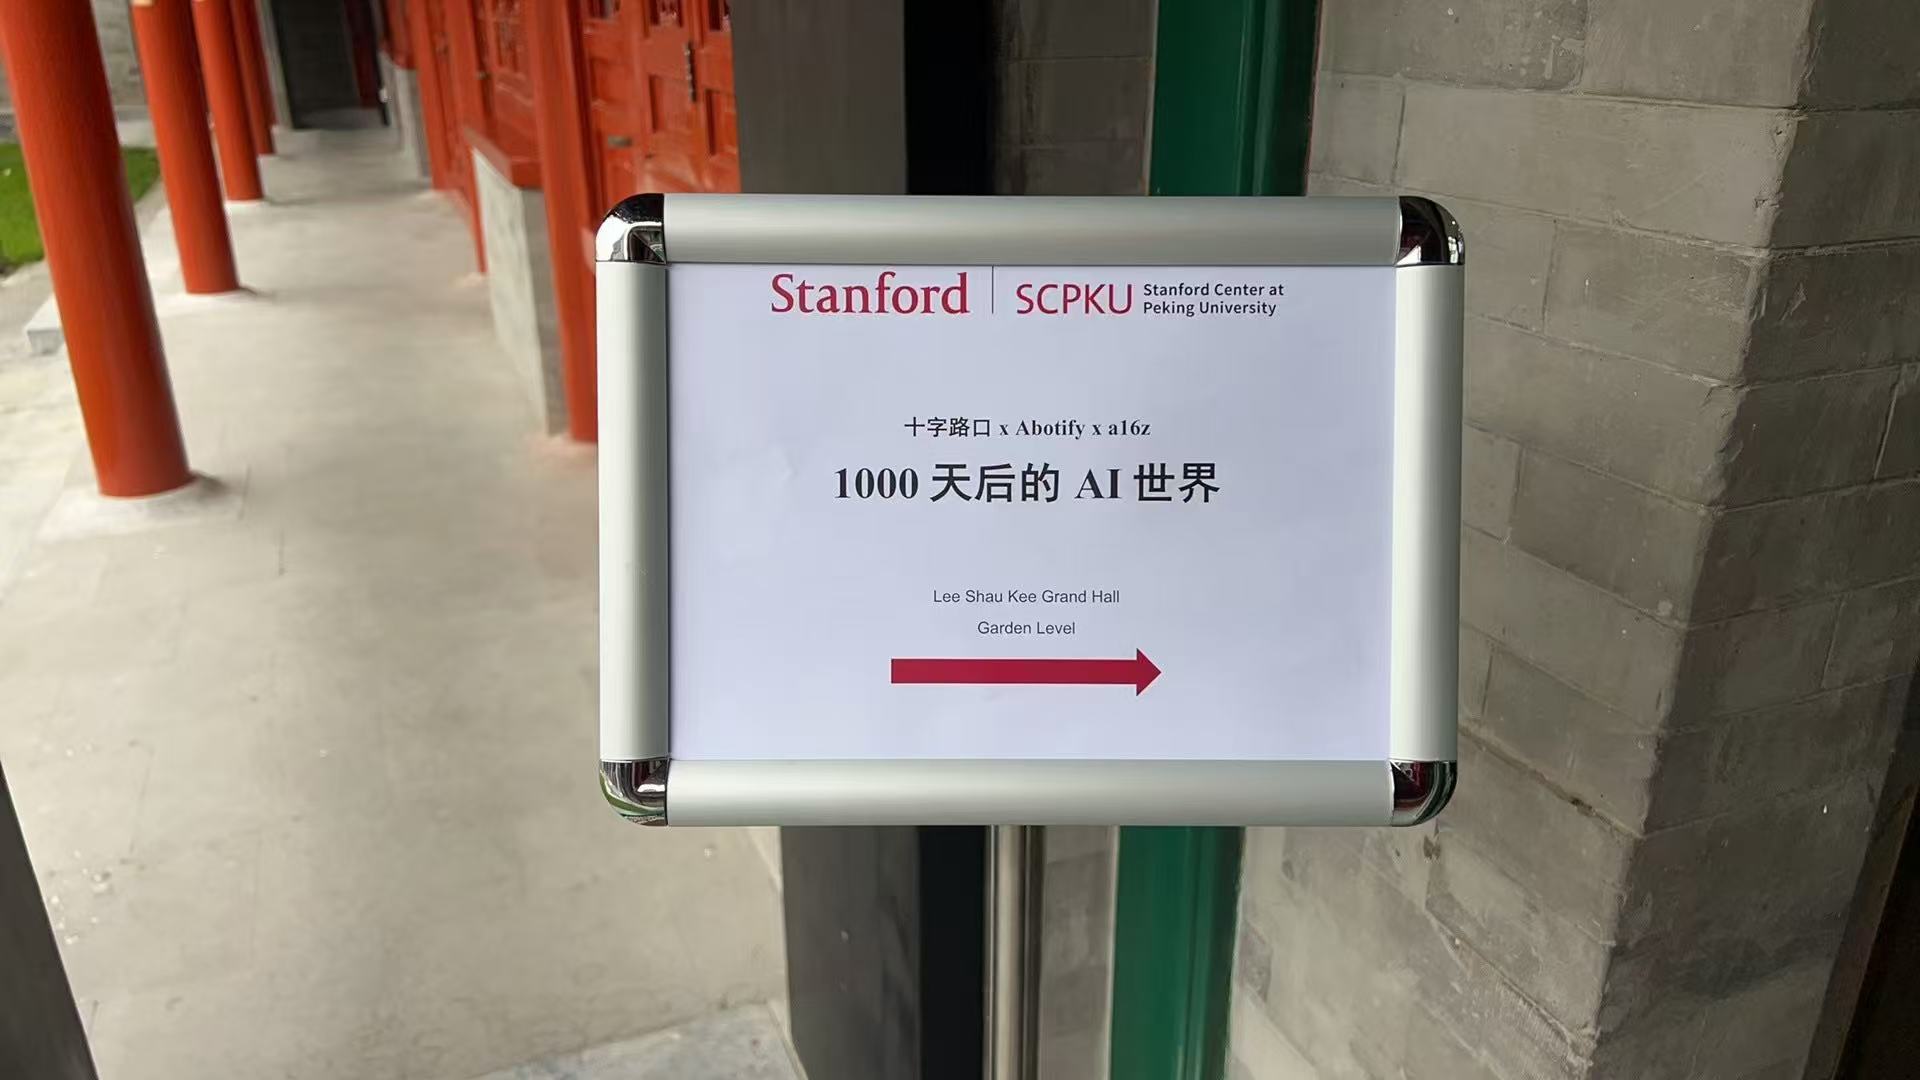 Stanford | SCPKU Stanford Center at
Peking University
十字路口 x Abotify x a16z
1000 天后的 AI 世界
Lee Shau Kee Grand Hall
Garden Level